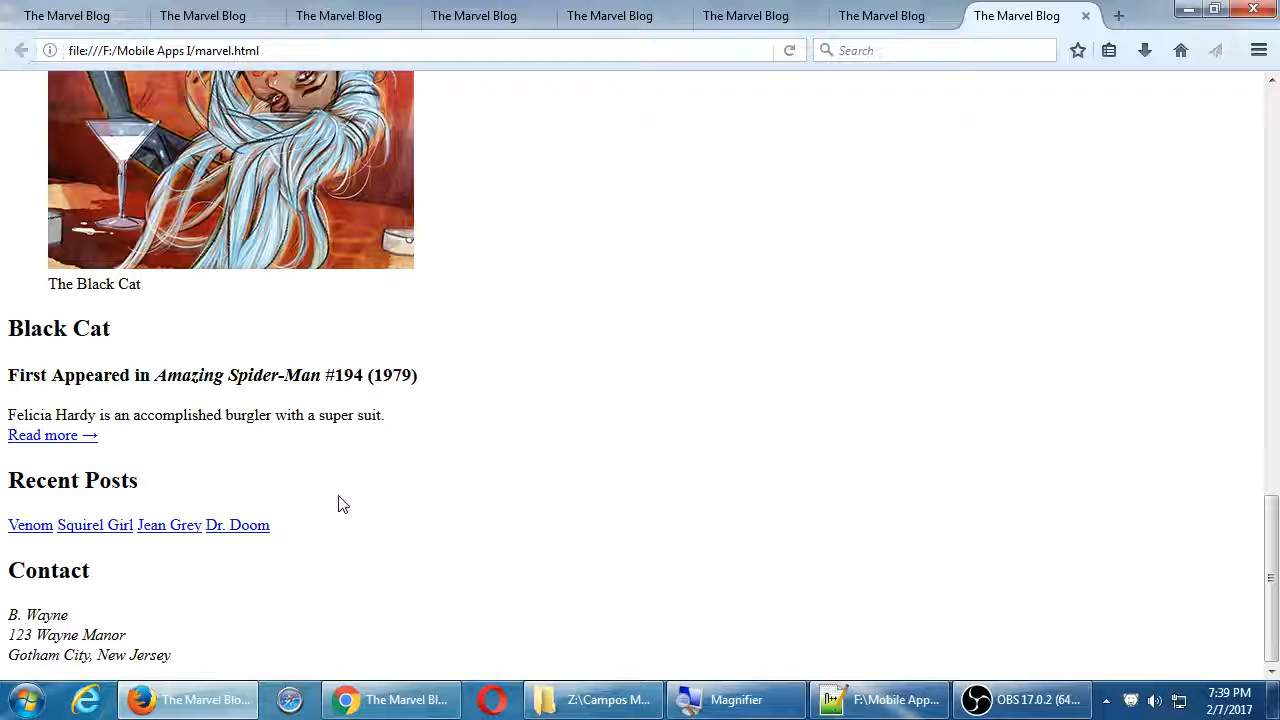 The Marvel Blog The Marvel Blog The Marvel Blog The Marvel Blog The Marvel Blog The Marvel Blog The Marvel Blog The Marvel Blog
file:///F:/Mobile Apps I/marvel.html
Search
The Black Cat
Black Cat
First Appeared in Amazing Spider-Man #194 (1979)
Felicia Hardy is an accomplished burgler with a super suit.
Read more →
Recent Posts
Venom Squirel Girl Jean Grey Dr. Doom
Contact
B. Wayne
123 Wayne Manor
Gotham City, New Jersey
The Marvel Blo... The Marvel Bl... Z:\Campos M... Magnifier F:\Mobile App... OBS 17.0.2 (64... 7:39 PM
2/7/2017